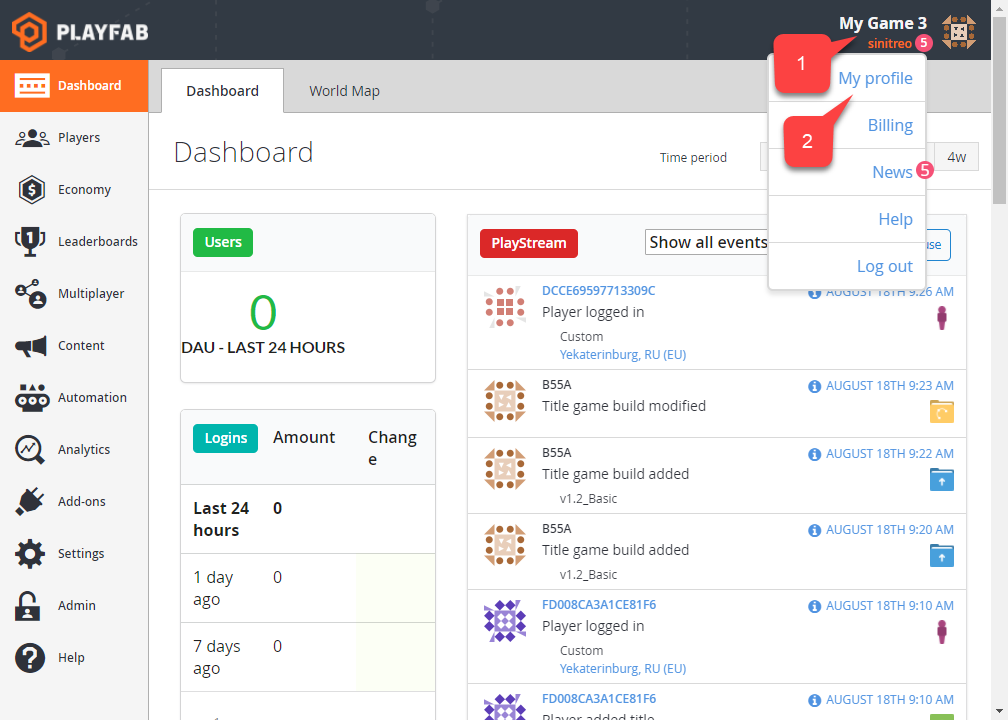 PLAYFAB
My Game 3
sinitreo 5
1
My profile
2
Billing
News 5
Help
Log out
Dashboard
Players
Economy
Leaderboards
Multiplayer
Content
Automation
Analytics
Add-ons
Settings
Admin
Help
Dashboard World Map
Dashboard
Time period
4w
Users
0
DAU - LAST 24 HOURS
Logins Amount Chang
e
Last 24 0
hours
1 day 0
ago
7 days 0
ago
PlayStream
Show all events
use
DCCE69597713309C AUGUST 18TH 9:26 AM
Player logged in
Custom
Yekaterinburg, RU (EU)
B55A AUGUST 18TH 9:23 AM
Title game build modified
B55A AUGUST 18TH 9:22 AM
Title game build added
v1.2_Basic
B55A AUGUST 18TH 9:20 AM
Title game build added
v1.2_Basic
FD008CA3A1CE81F6 AUGUST 18TH 9:10 AM
Player logged in
Custom
Yekaterinburg, RU (EU)
FD008CA3A1CE81F6 AUGUST 18TH 9:10 AM
Player added title